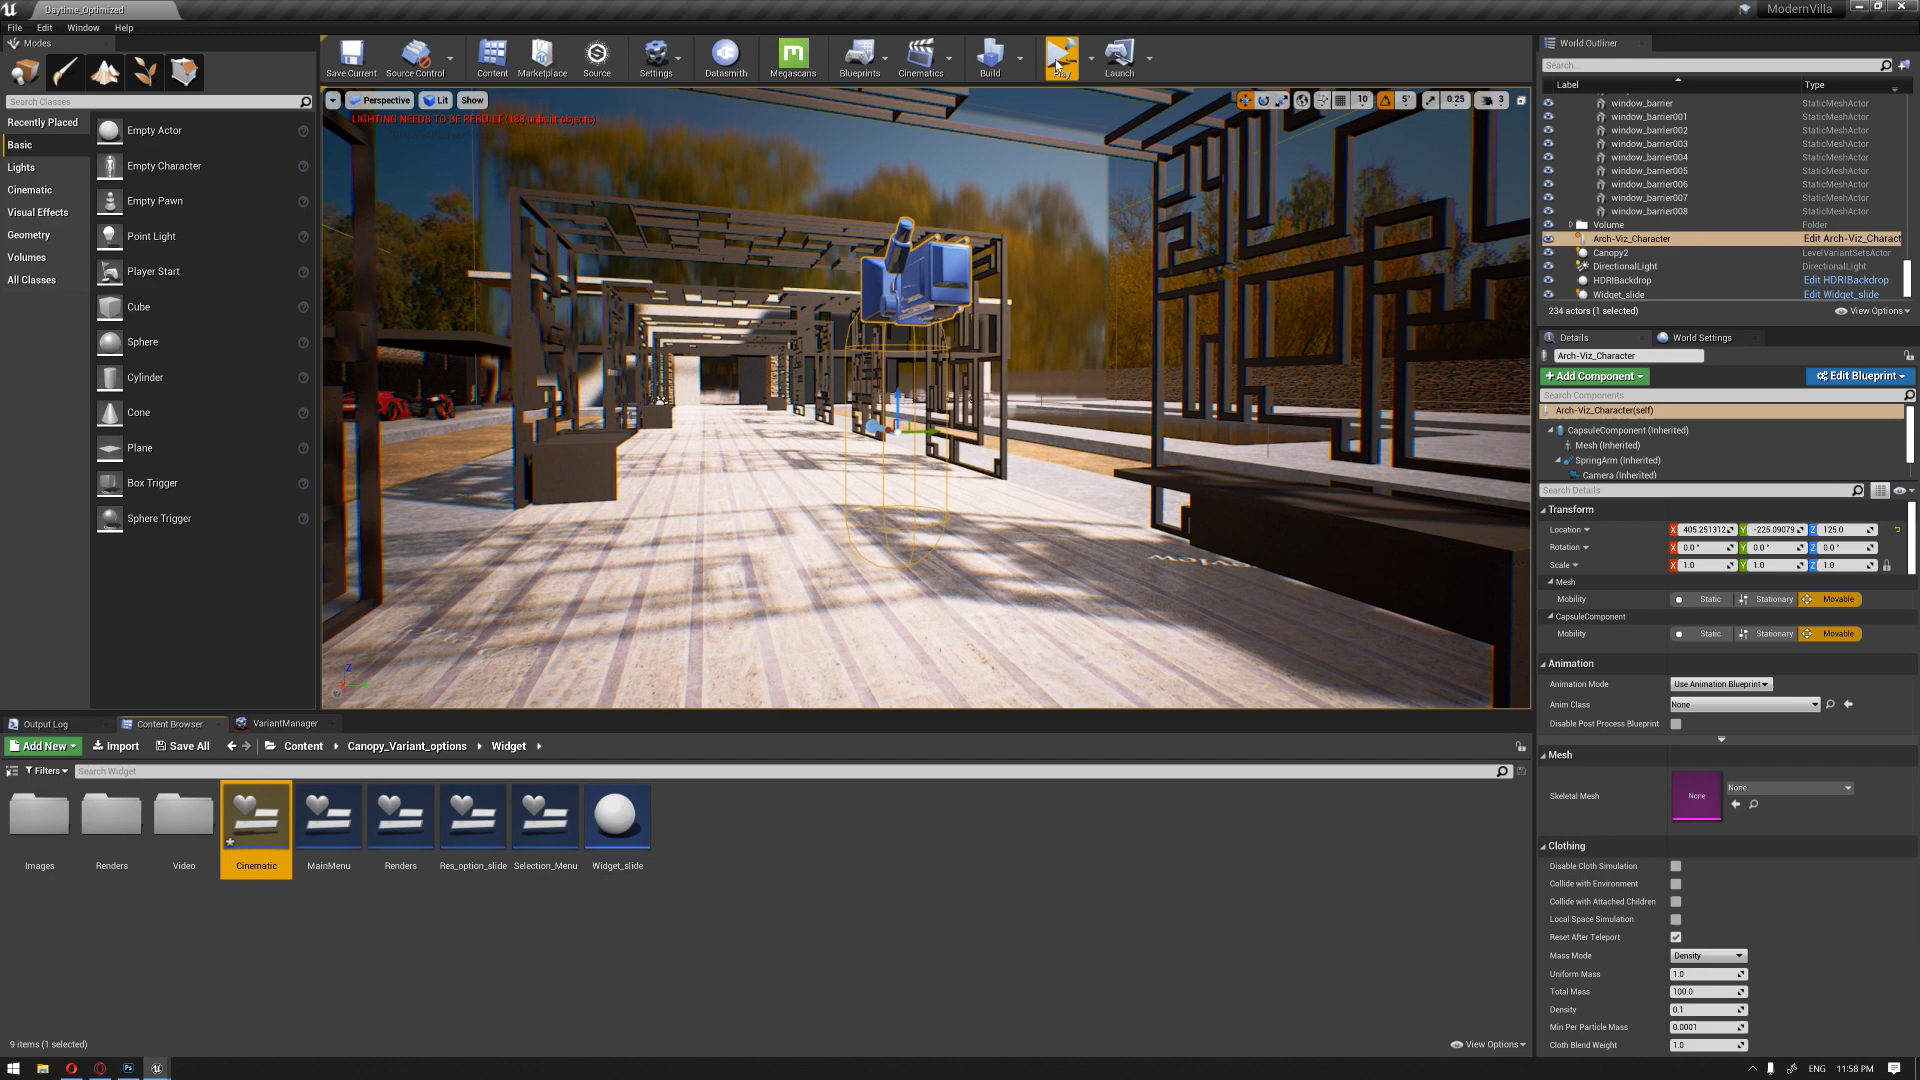 Daytime_Optimized
ModernVilla
File Edit Window Help
Modes
Search Classes
Recently Placed
Basic
Lights
Cinematic
Visual Effects
Geometry
Volumes
All Classes
Empty Actor
Empty Character
Empty Pawn
Point Light
Player Start
Cube
Sphere
Cylinder
Cone
Plane
Box Trigger
Sphere Trigger
Save Current Source Control Content Marketplace Source Settings Datasmith Megascans Blueprints Cinematics Build Play Launch
Perspective Lit Show
10 5° 0.25 3
LIGHTING NEEDS TO BE REBUILT (189 unbuilt objects)
World Outliner
Search...
Label Type
window_barrier StaticMeshActor
window_barrier001 StaticMeshActor
window_barrier002 StaticMeshActor
window_barrier003 StaticMeshActor
window_barrier004 StaticMeshActor
window_barrier005 StaticMeshActor
window_barrier006 StaticMeshActor
window_barrier007 StaticMeshActor
window_barrier008 StaticMeshActor
Volume Folder
Arch-Viz_Character Edit Arch-Viz_Charact
Canopy2 LevelVariantSetsActor
DirectionalLight DirectionalLight
HDRIBackdrop Edit HDRIBackdrop
Widget_slide Edit Widget_slide
234 actors (1 selected) View Options
Details World Settings
Arch-Viz_Character
+ Add Component Edit Blueprint
Search Components
Arch-Viz_Character(self)
CapsuleComponent (Inherited)
Mesh (Inherited)
SpringArm (Inherited)
Camera (Inherited)
Search Details
Transform
Location X 405.251312 Y -225.09079 Z 125.0
Rotation X 0.0° Y 0.0° Z 0.0°
Scale X 1.0 Y 1.0 Z 1.0
Mesh
Mobility Static Stationary Movable
CapsuleComponent
Mobility Static Stationary Movable
Animation
Animation Mode Use Animation Blueprint
Anim Class None
Disable Post Process Blueprint
Mesh
Skeletal Mesh None None
Clothing
Disable Cloth Simulation
Collide with Environment
Collide with Attached Children
Local Space Simulation
Reset After Teleport
Mass Mode Density
Uniform Mass 1.0
Total Mass 100.0
Density 0.1
Min Per Particle Mass 0.0001
Cloth Blend Weight 1.0
Output Log Content Browser VariantManager
Add New Import Save All Content Canopy_Variant_options Widget
Filters Search Widget
Images Renders Video Cinematic MainMenu Renders Res_option_slide Selection_Menu Widget_slide
9 items (1 selected) View Options
ENG 11:58 PM